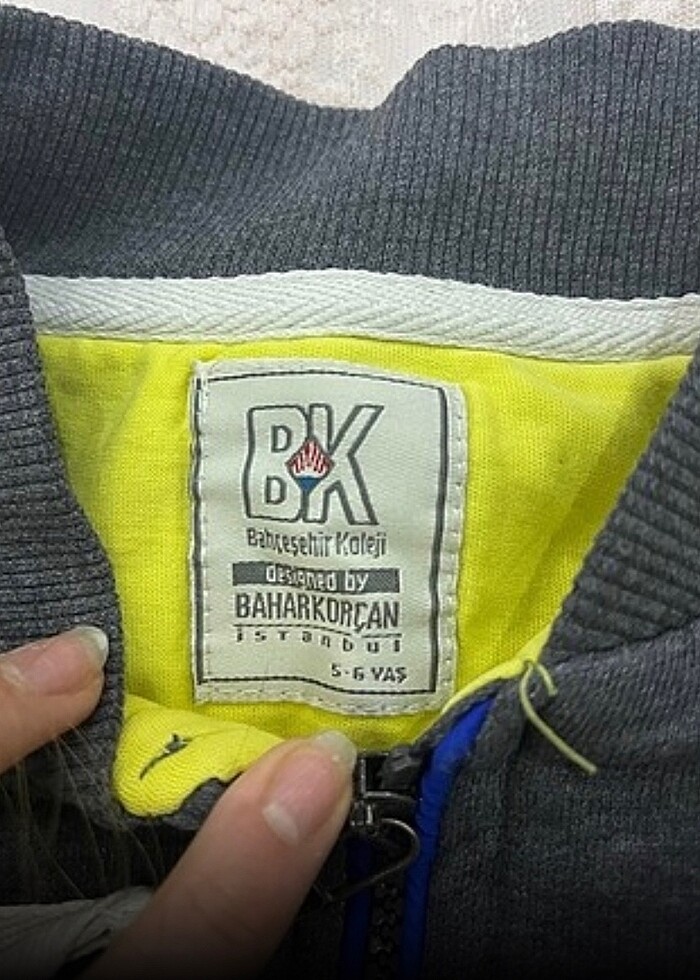 BK
Bahçeşehir Koleji
designed by
BAHARKORÇAN
istanbul
5-6 YAŞ